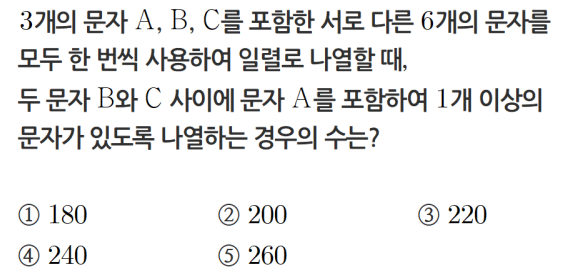 3개의 문자 A, B, C를 포함한 서로 다른 6개의 문자를
모두 한 번씩 사용하여 일렬로 나열할 때,
두 문자 B와 C 사이에 문자 A를 포함하여 1개 이상의
문자가 있도록 나열하는 경우의 수는?
① 180 ② 200 ③ 220
④ 240 ⑤ 260